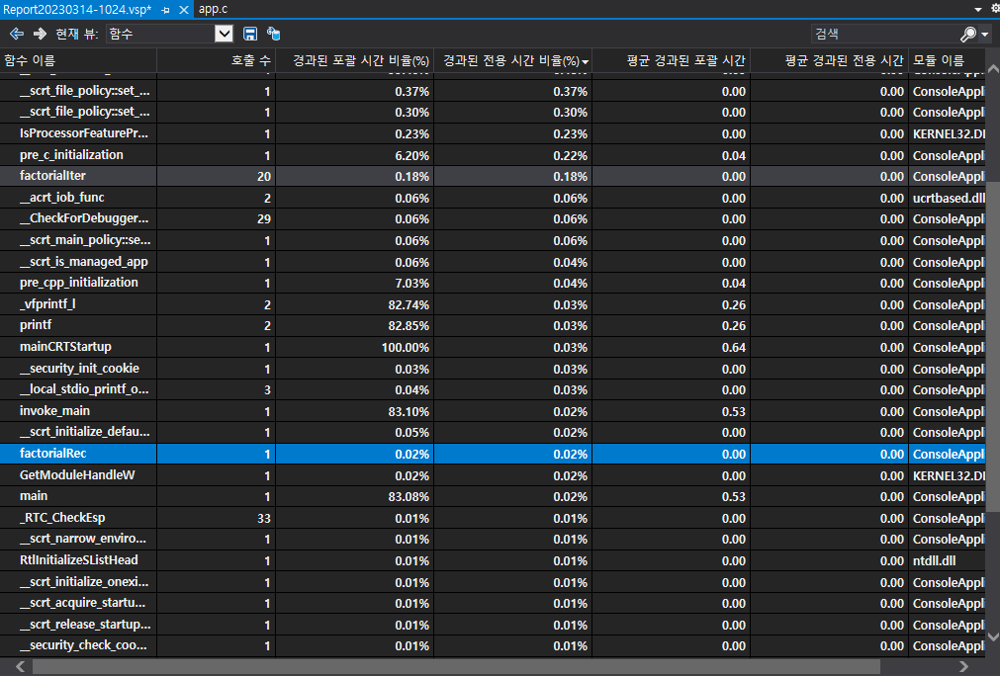 Report20230314-1024.vsp* app.c
현재 뷰: 함수 검색
함수 이름 호출 수 경과된 포괄 시간 비율(%) 경과된 전용 시간 비율(%) 평균 경과된 포괄 시간 평균 경과된 전용 시간 모듈 이름
__scrt_file_policy::set_... 1 0.37% 0.37% 0.00 0.00 ConsoleAppl
__scrt_file_policy::set_... 1 0.30% 0.30% 0.00 0.00 ConsoleAppl
IsProcessorFeaturePr... 1 0.23% 0.23% 0.00 0.00 KERNEL32.DI
pre_c_initialization 1 6.20% 0.22% 0.04 0.00 ConsoleAppl
factorialIter 20 0.18% 0.18% 0.00 0.00 ConsoleAppl
__acrt_iob_func 2 0.06% 0.06% 0.00 0.00 ucrtbased.dll
__CheckForDebugger... 29 0.06% 0.06% 0.00 0.00 ConsoleAppl
__scrt_main_policy::se... 1 0.06% 0.06% 0.00 0.00 ConsoleAppl
__scrt_is_managed_app 1 0.06% 0.04% 0.00 0.00 ConsoleAppl
pre_cpp_initialization 1 7.03% 0.04% 0.04 0.00 ConsoleAppl
_vfprintf_l 2 82.74% 0.03% 0.26 0.00 ConsoleAppl
printf 2 82.85% 0.03% 0.26 0.00 ConsoleAppl
mainCRTStartup 1 100.00% 0.03% 0.64 0.00 ConsoleAppl
__security_init_cookie 1 0.03% 0.03% 0.00 0.00 ConsoleAppl
__local_stdio_printf_o... 3 0.04% 0.03% 0.00 0.00 ConsoleAppl
invoke_main 1 83.10% 0.02% 0.53 0.00 ConsoleAppl
__scrt_initialize_defau... 1 0.05% 0.02% 0.00 0.00 ConsoleAppl
factorialRec 1 0.02% 0.02% 0.00 0.00 ConsoleAppl
GetModuleHandleW 1 0.02% 0.02% 0.00 0.00 KERNEL32.DI
main 1 83.08% 0.02% 0.53 0.00 ConsoleAppl
_RTC_CheckEsp 33 0.01% 0.01% 0.00 0.00 ConsoleAppl
__scrt_narrow_enviro... 1 0.01% 0.01% 0.00 0.00 ConsoleAppl
RtlInitializeSListHead 1 0.01% 0.01% 0.00 0.00 ntdll.dll
__scrt_initialize_onexi... 1 0.01% 0.01% 0.00 0.00 ConsoleAppl
__scrt_acquire_startu... 1 0.01% 0.01% 0.00 0.00 ConsoleAppl
__scrt_release_startup... 1 0.01% 0.01% 0.00 0.00 ConsoleAppl
__security_check_coo... 1 0.01% 0.01% 0.00 0.00 ConsoleAppl